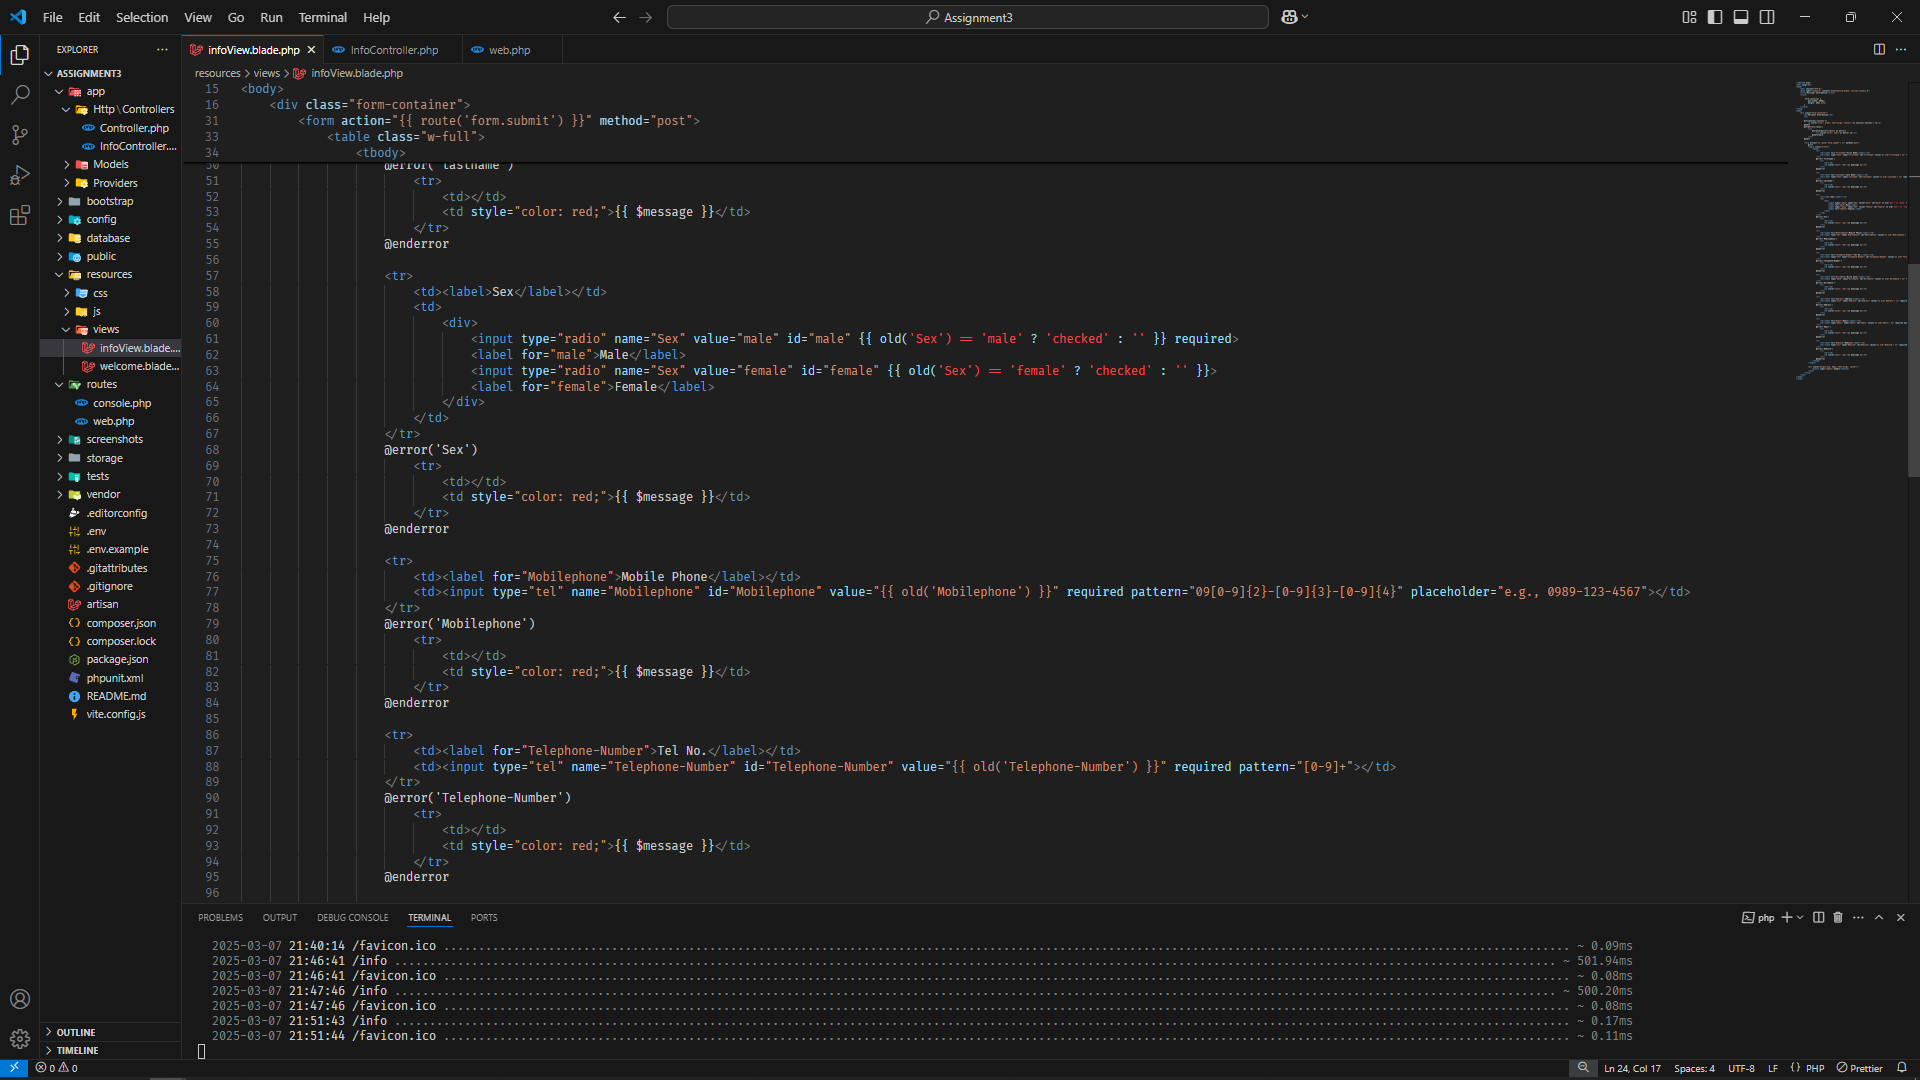 File Edit Selection View Go Run Terminal Help
Assignment3
EXPLORER
infoView.blade.php
InfoController.php
web.php
resources > views > infoView.blade.php
ASSIGNMENT3
app
Http\Controllers
Controller.php
InfoController....
Models
Providers
bootstrap
config
database
public
resources
css
js
views
infoView.blade....
welcome.blade...
routes
console.php
web.php
screenshots
storage
tests
vendor
.editorconfig
.env
.env.example
.gitattributes
.gitignore
artisan
composer.json
composer.lock
package.json
phpunit.xml
README.md
vite.config.js
OUTLINE
TIMELINE
15 <body>
16 <div class="form-container">
31 <form action="{{ route('form.submit') }}" method="post">
33 <table class="w-full">
34 <tbody>
50 @error('lastname')
51 <tr>
52 <td></td>
53 <td style="color: red;">{{ $message }}</td>
54 </tr>
55 @enderror
56
57 <tr>
58 <td><label>Sex</label></td>
59 <td>
60 <div>
61 <input type="radio" name="Sex" value="male" id="male" {{ old('Sex') == 'male' ? 'checked' : '' }} required>
62 <label for="male">Male</label>
63 <input type="radio" name="Sex" value="female" id="female" {{ old('Sex') == 'female' ? 'checked' : '' }}>
64 <label for="female">Female</label>
65 </div>
66 </td>
67 </tr>
68 @error('Sex')
69 <tr>
70 <td></td>
71 <td style="color: red;">{{ $message }}</td>
72 </tr>
73 @enderror
74
75 <tr>
76 <td><label for="Mobilephone">Mobile Phone</label></td>
77 <td><input type="tel" name="Mobilephone" id="Mobilephone" value="{{ old('Mobilephone') }}" required pattern="09[0-9]{2}-[0-9]{3}-[0-9]{4}" placeholder="e.g., 0989-123-4567"></td>
78 </tr>
79 @error('Mobilephone')
80 <tr>
81 <td></td>
82 <td style="color: red;">{{ $message }}</td>
83 </tr>
84 @enderror
85
86 <tr>
87 <td><label for="Telephone-Number">Tel No.</label></td>
88 <td><input type="tel" name="Telephone-Number" id="Telephone-Number" value="{{ old('Telephone-Number') }}" required pattern="[0-9]+"></td>
89 </tr>
90 @error('Telephone-Number')
91 <tr>
92 <td></td>
93 <td style="color: red;">{{ $message }}</td>
94 </tr>
95 @enderror
96
PROBLEMS OUTPUT DEBUG CONSOLE TERMINAL PORTS
php
2025-03-07 21:40:14 /favicon.ico ........ ~ 0.09ms
2025-03-07 21:46:41 /info ........ ~ 501.94ms
2025-03-07 21:46:41 /favicon.ico ........ ~ 0.08ms
2025-03-07 21:47:46 /info ........ ~ 500.20ms
2025-03-07 21:47:46 /favicon.ico ........ ~ 0.08ms
2025-03-07 21:51:43 /info ........ ~ 0.17ms
2025-03-07 21:51:44 /favicon.ico ........ ~ 0.11ms
0 0
Ln 24, Col 17 Spaces: 4 UTF-8 LF {} PHP Prettier